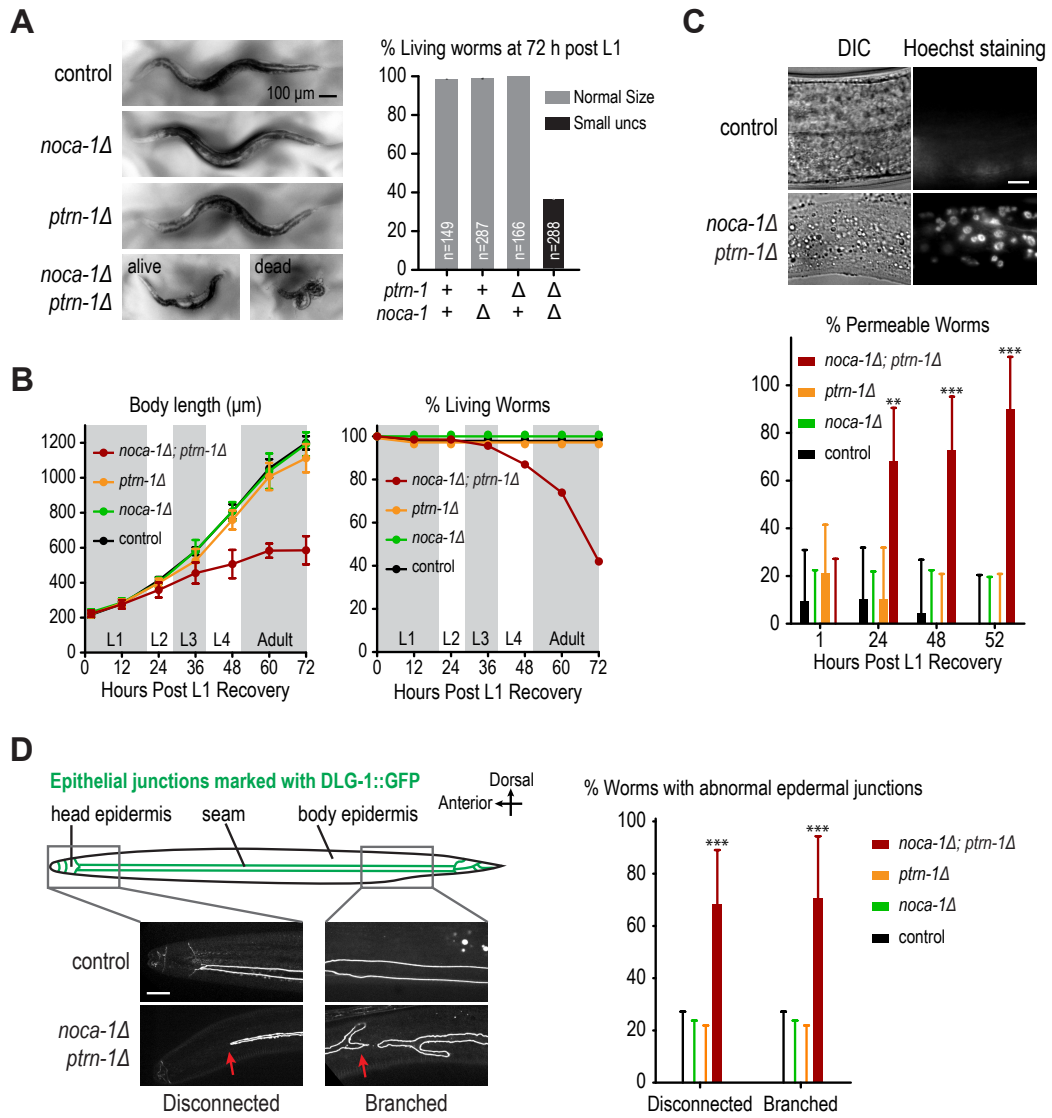 A
control
100 µm
noca-1Δ
ptrn-1Δ
noca-1Δ
ptrn-1Δ
alive
dead
% Living worms at 72 h post L1
100
80
60
40
20
0
Normal Size
Small uncs
n=149
n=287
n=166
n=288
ptrn-1 + + Δ Δ
noca-1 + Δ + Δ
C
DIC
Hoechst staining
control
noca-1Δ
ptrn-1Δ
% Permeable Worms
noca-1Δ; ptrn-1Δ
ptrn-1Δ
noca-1Δ
control
**
***
***
100
80
60
40
20
0
1 24 48 52
Hours Post L1 Recovery
B
Body length (µm)
1200
1000
800
600
400
200
noca-1Δ; ptrn-1Δ
ptrn-1Δ
noca-1Δ
control
L1 L2 L3 L4 Adult
0 12 24 36 48 60 72
Hours Post L1 Recovery
% Living Worms
100
80
60
40
20
0
noca-1Δ; ptrn-1Δ
ptrn-1Δ
noca-1Δ
control
L1 L2 L3 L4 Adult
0 12 24 36 48 60 72
Hours Post L1 Recovery
D
Epithelial junctions marked with DLG-1::GFP
head epidermis
seam
body epidermis
Dorsal
Anterior
control
noca-1Δ
ptrn-1Δ
Disconnected
Branched
% Worms with abnormal epdermal junctions
100
80
60
40
20
0
***
***
noca-1Δ; ptrn-1Δ
ptrn-1Δ
noca-1Δ
control
Disconnected
Branched